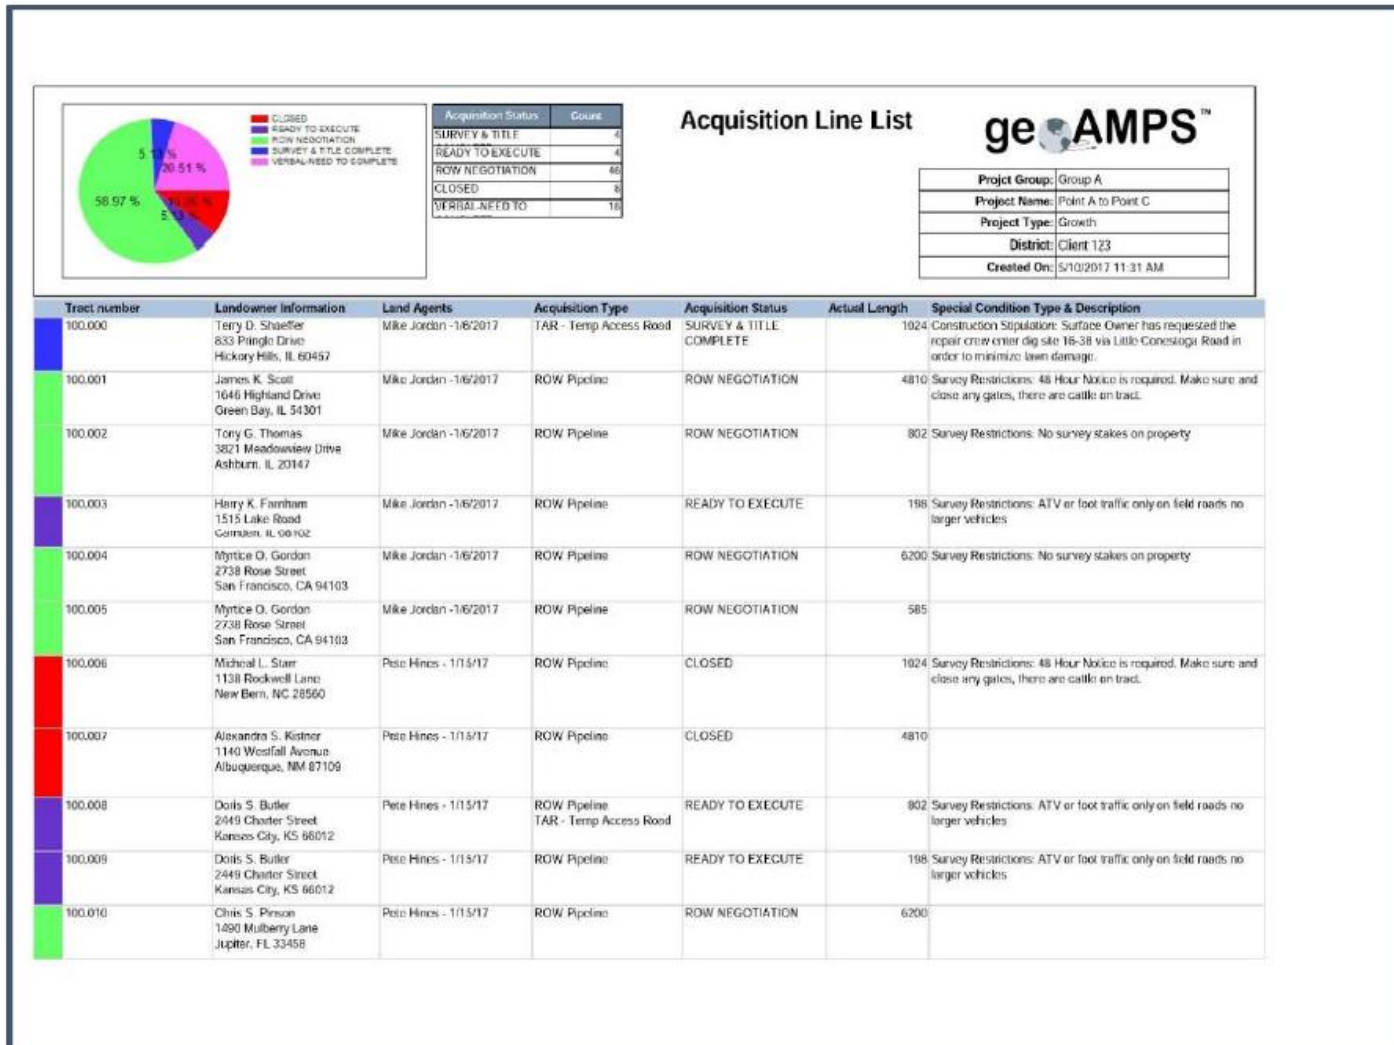 CLOSED
READY TO EXECUTE
ROW NEGOTIATION
SURVEY & TITLE COMPLETE
VERBAL-NEED TO COMPLETE
5.13 %
20.51 %
58.97 %
5.13 %
Acquisition Status Count
SURVEY & TITLE 4
READY TO EXECUTE 4
ROW NEGOTIATION 46
CLOSED 8
VERBAL-NEED TO 16
Acquisition Line List
geoAMPS™
Projct Group: Group A
Project Name: Point A to Point C
Project Type: Growth
District: Client 123
Created On: 5/10/2017 11:31 AM
Tract number Landowner Information Land Agents Acquisition Type Acquisition Status Actual Length Special Condition Type & Description
100.000 Terry D. Shaeffer Mike Jordan -1/6/2017 TAR - Temp Access Road SURVEY & TITLE 1024 Construction Stipulation: Surface Owner has requested the
833 Pringle Drive COMPLETE repair crew enter dig site 16-38 via Little Conestoga Road in
Hickory Hills, IL 60457 order to minimize lawn damage.
100.001 James K. Scott Mike Jordan -1/6/2017 ROW Pipeline ROW NEGOTIATION 4810 Survey Restrictions: 48 Hour Notice is required. Make sure and
1646 Highland Drive close any gates, there are cattle on tract.
Green Bay, IL 54301
100.002 Tony G. Thomas Mike Jordan -1/6/2017 ROW Pipeline ROW NEGOTIATION 802 Survey Restrictions: No survey stakes on property
3821 Meadowview Drive
Ashburn, IL 20147
100.003 Harry K. Farnham Mike Jordan -1/6/2017 ROW Pipeline READY TO EXECUTE 198 Survey Restrictions: ATV or foot traffic only on field roads no
1515 Lake Road larger vehicles
Camden, IL
100.004 Myrtice O. Gordon Mike Jordan -1/6/2017 ROW Pipeline ROW NEGOTIATION 6200 Survey Restrictions: No survey stakes on property
2738 Rose Street
San Francisco, CA 94103
100.005 Myrtice O. Gordon Mike Jordan -1/6/2017 ROW Pipeline ROW NEGOTIATION 585
2738 Rose Street
San Francisco, CA 94103
100.006 Micheal L. Starr Pete Hines - 1/15/17 ROW Pipeline CLOSED 1024 Survey Restrictions: 48 Hour Notice is required. Make sure and
1138 Rockwell Lane close any gates, there are cattle on tract.
New Bern, NC 28560
100.007 Alexandra S. Kistner Pete Hines - 1/15/17 ROW Pipeline CLOSED 4810
1140 Westfall Avenue
Albuquerque, NM 87109
100.008 Doris S. Butler Pete Hines - 1/15/17 ROW Pipeline READY TO EXECUTE 802 Survey Restrictions: ATV or foot traffic only on field roads no
2449 Charter Street TAR - Temp Access Road larger vehicles
Kansas City, KS 66012
100.009 Doris S. Butler Pete Hines - 1/15/17 ROW Pipeline READY TO EXECUTE 198 Survey Restrictions: ATV or foot traffic only on field roads no
2449 Charter Street larger vehicles
Kansas City, KS 66012
100.010 Chris S. Pinson Pete Hines - 1/15/17 ROW Pipeline ROW NEGOTIATION 6200
1490 Mulberry Lane
Jupiter, FL 33458